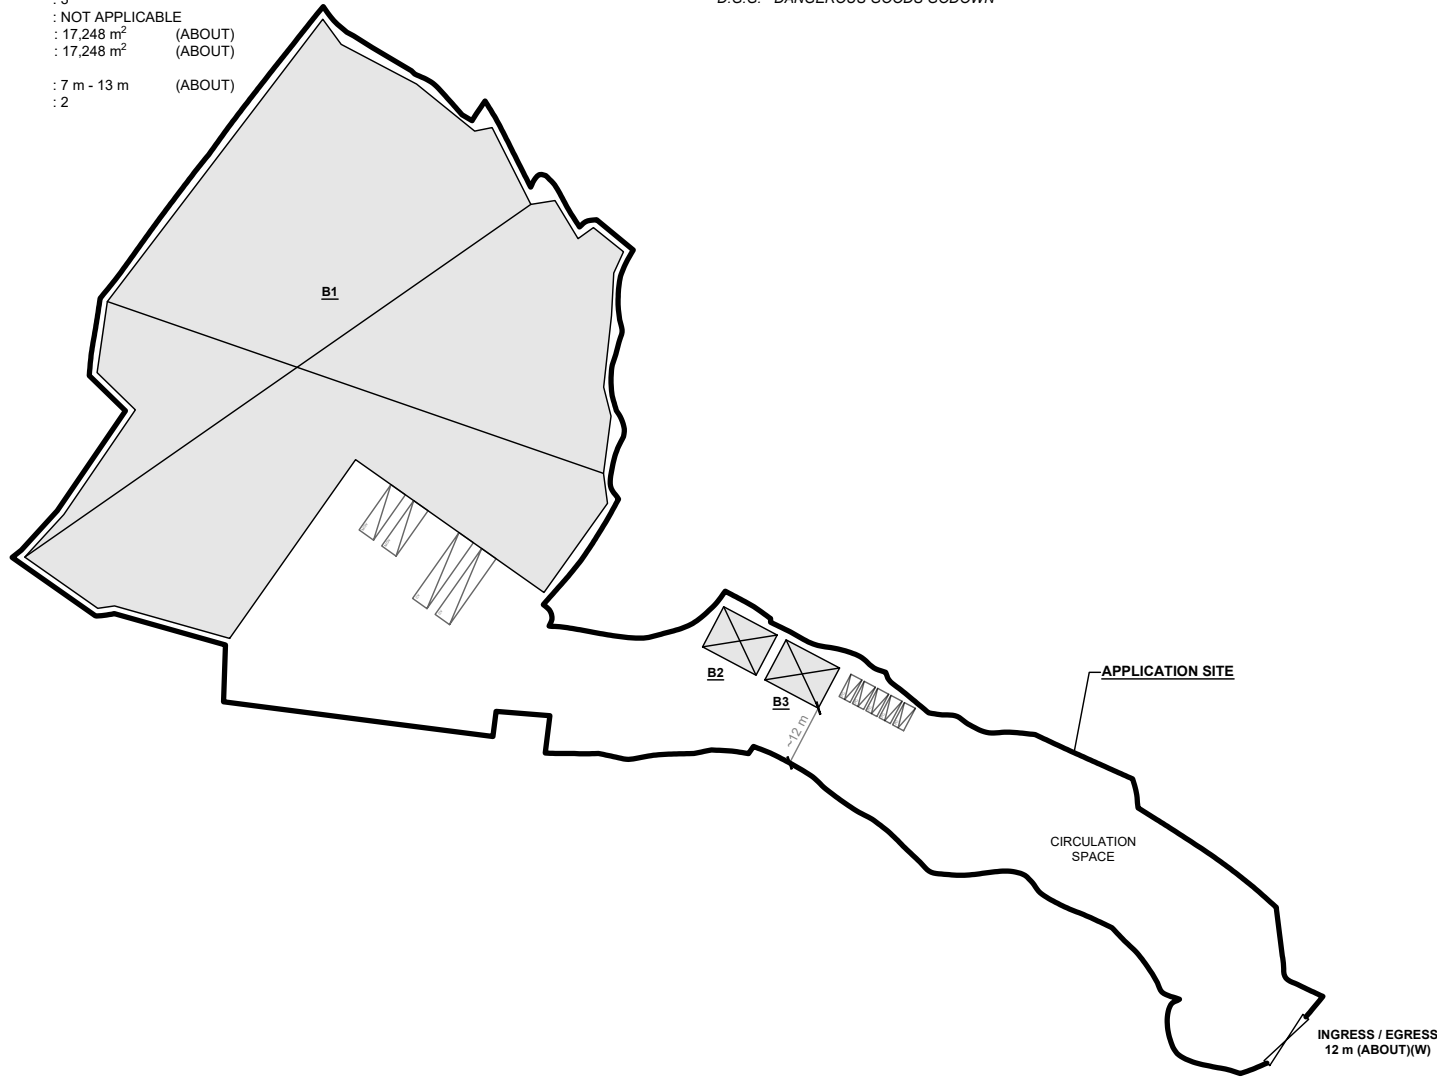 : NOT APPLICABLE
: 17,248 m² (ABOUT)
: 17,248 m² (ABOUT)
: 7 m - 13 m (ABOUT)
: 2
B1
B2
B3
~12 m
APPLICATION SITE
CIRCULATION
SPACE
INGRESS / EGRESS
12 m (ABOUT)(W)